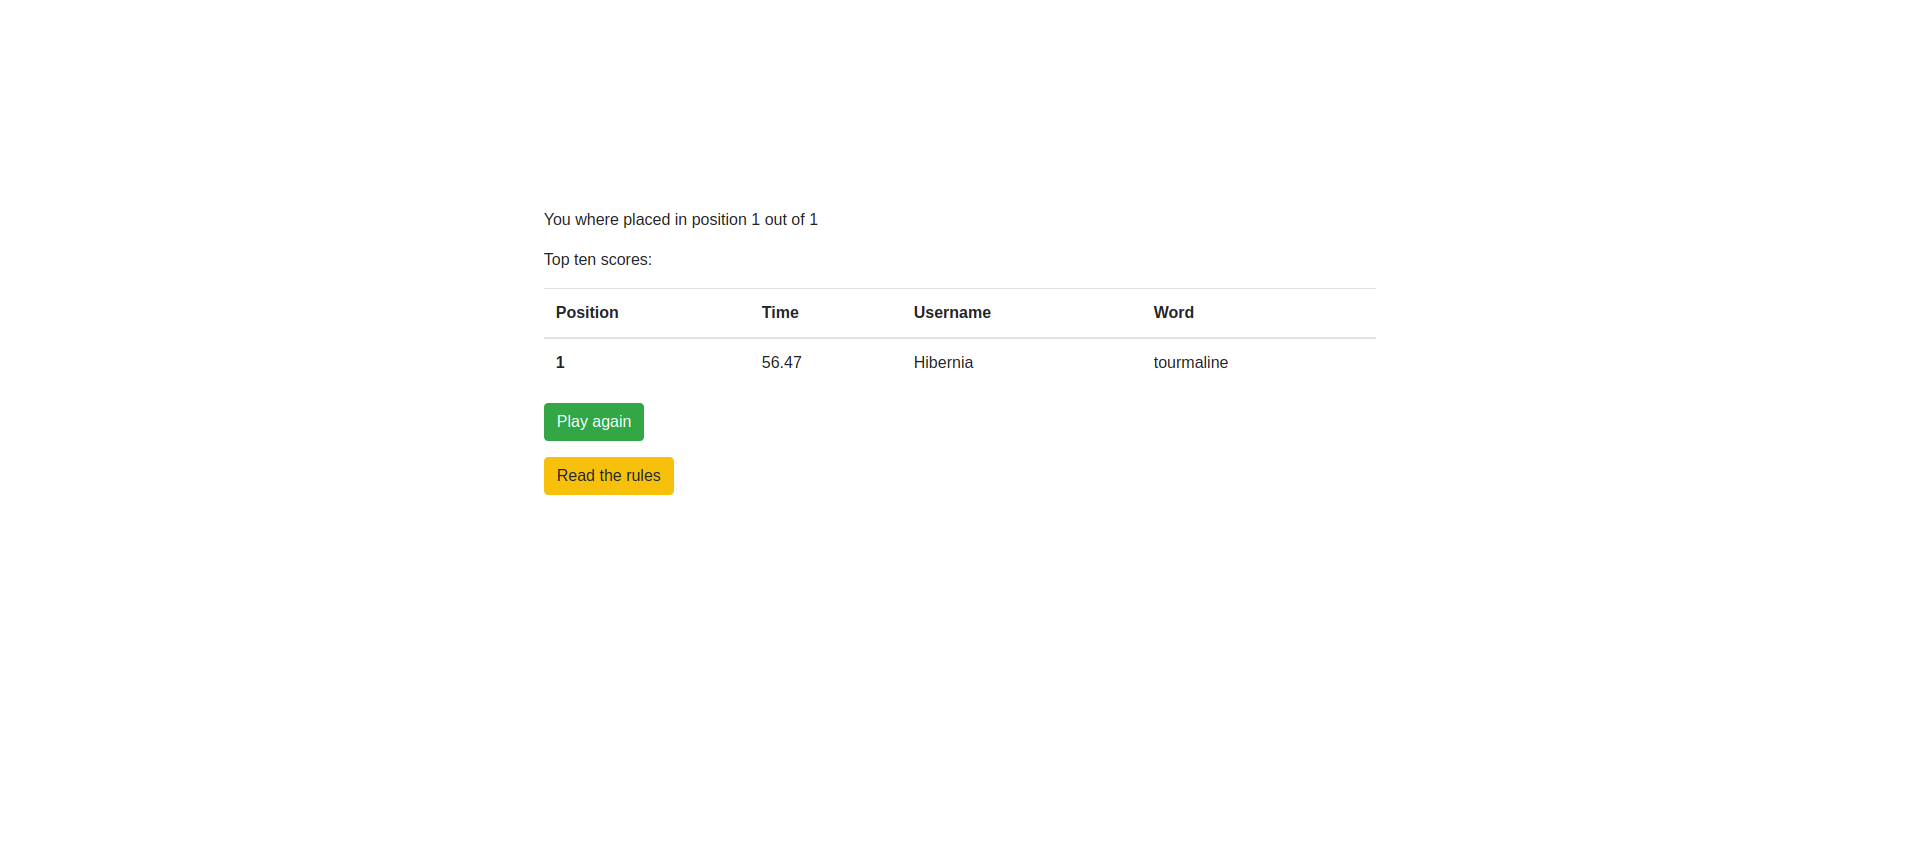 You where placed in position 1 out of 1
Top ten scores:
Position Time Username Word
1 56.47 Hibernia tourmaline
Play again
Read the rules